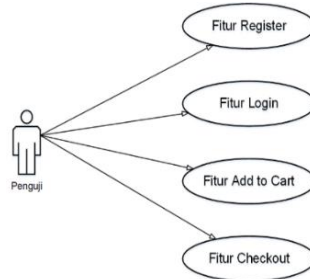 Fitur Register
Fitur Login
Penguji
Fitur Add to Cart
Fitur Checkout